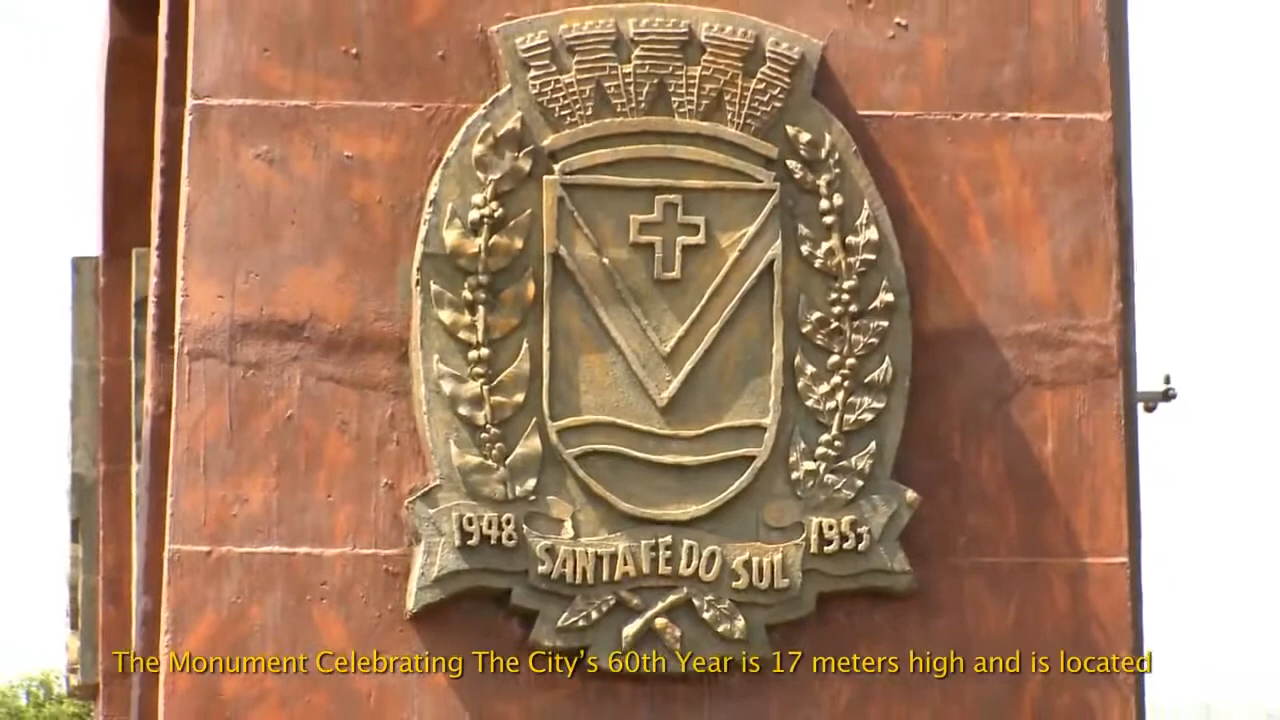 1948
SANTA FE DO SUL
1953
The Monument Celebrating The City's 60th Year is 17 meters high and is located